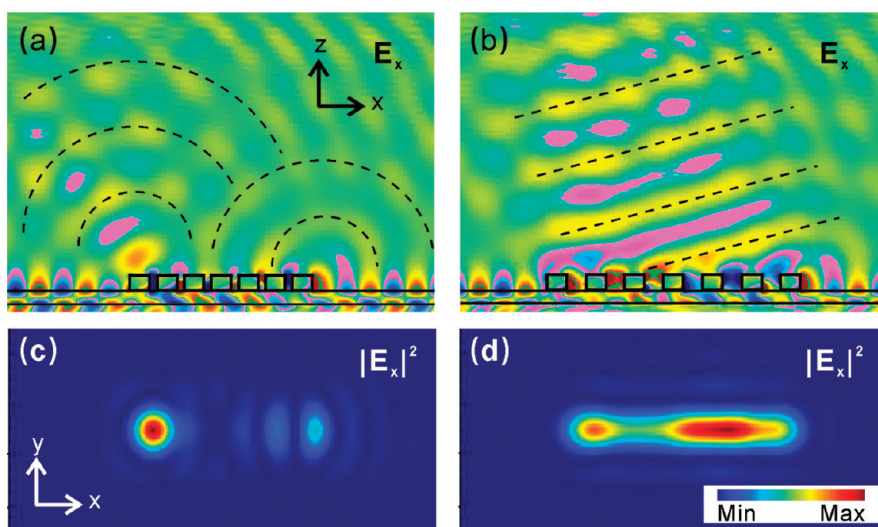 (a)
z
x
Eₓ
(b)
Eₓ
(c)
|Eₓ|²
y
x
(d)
|Eₓ|²
Min Max